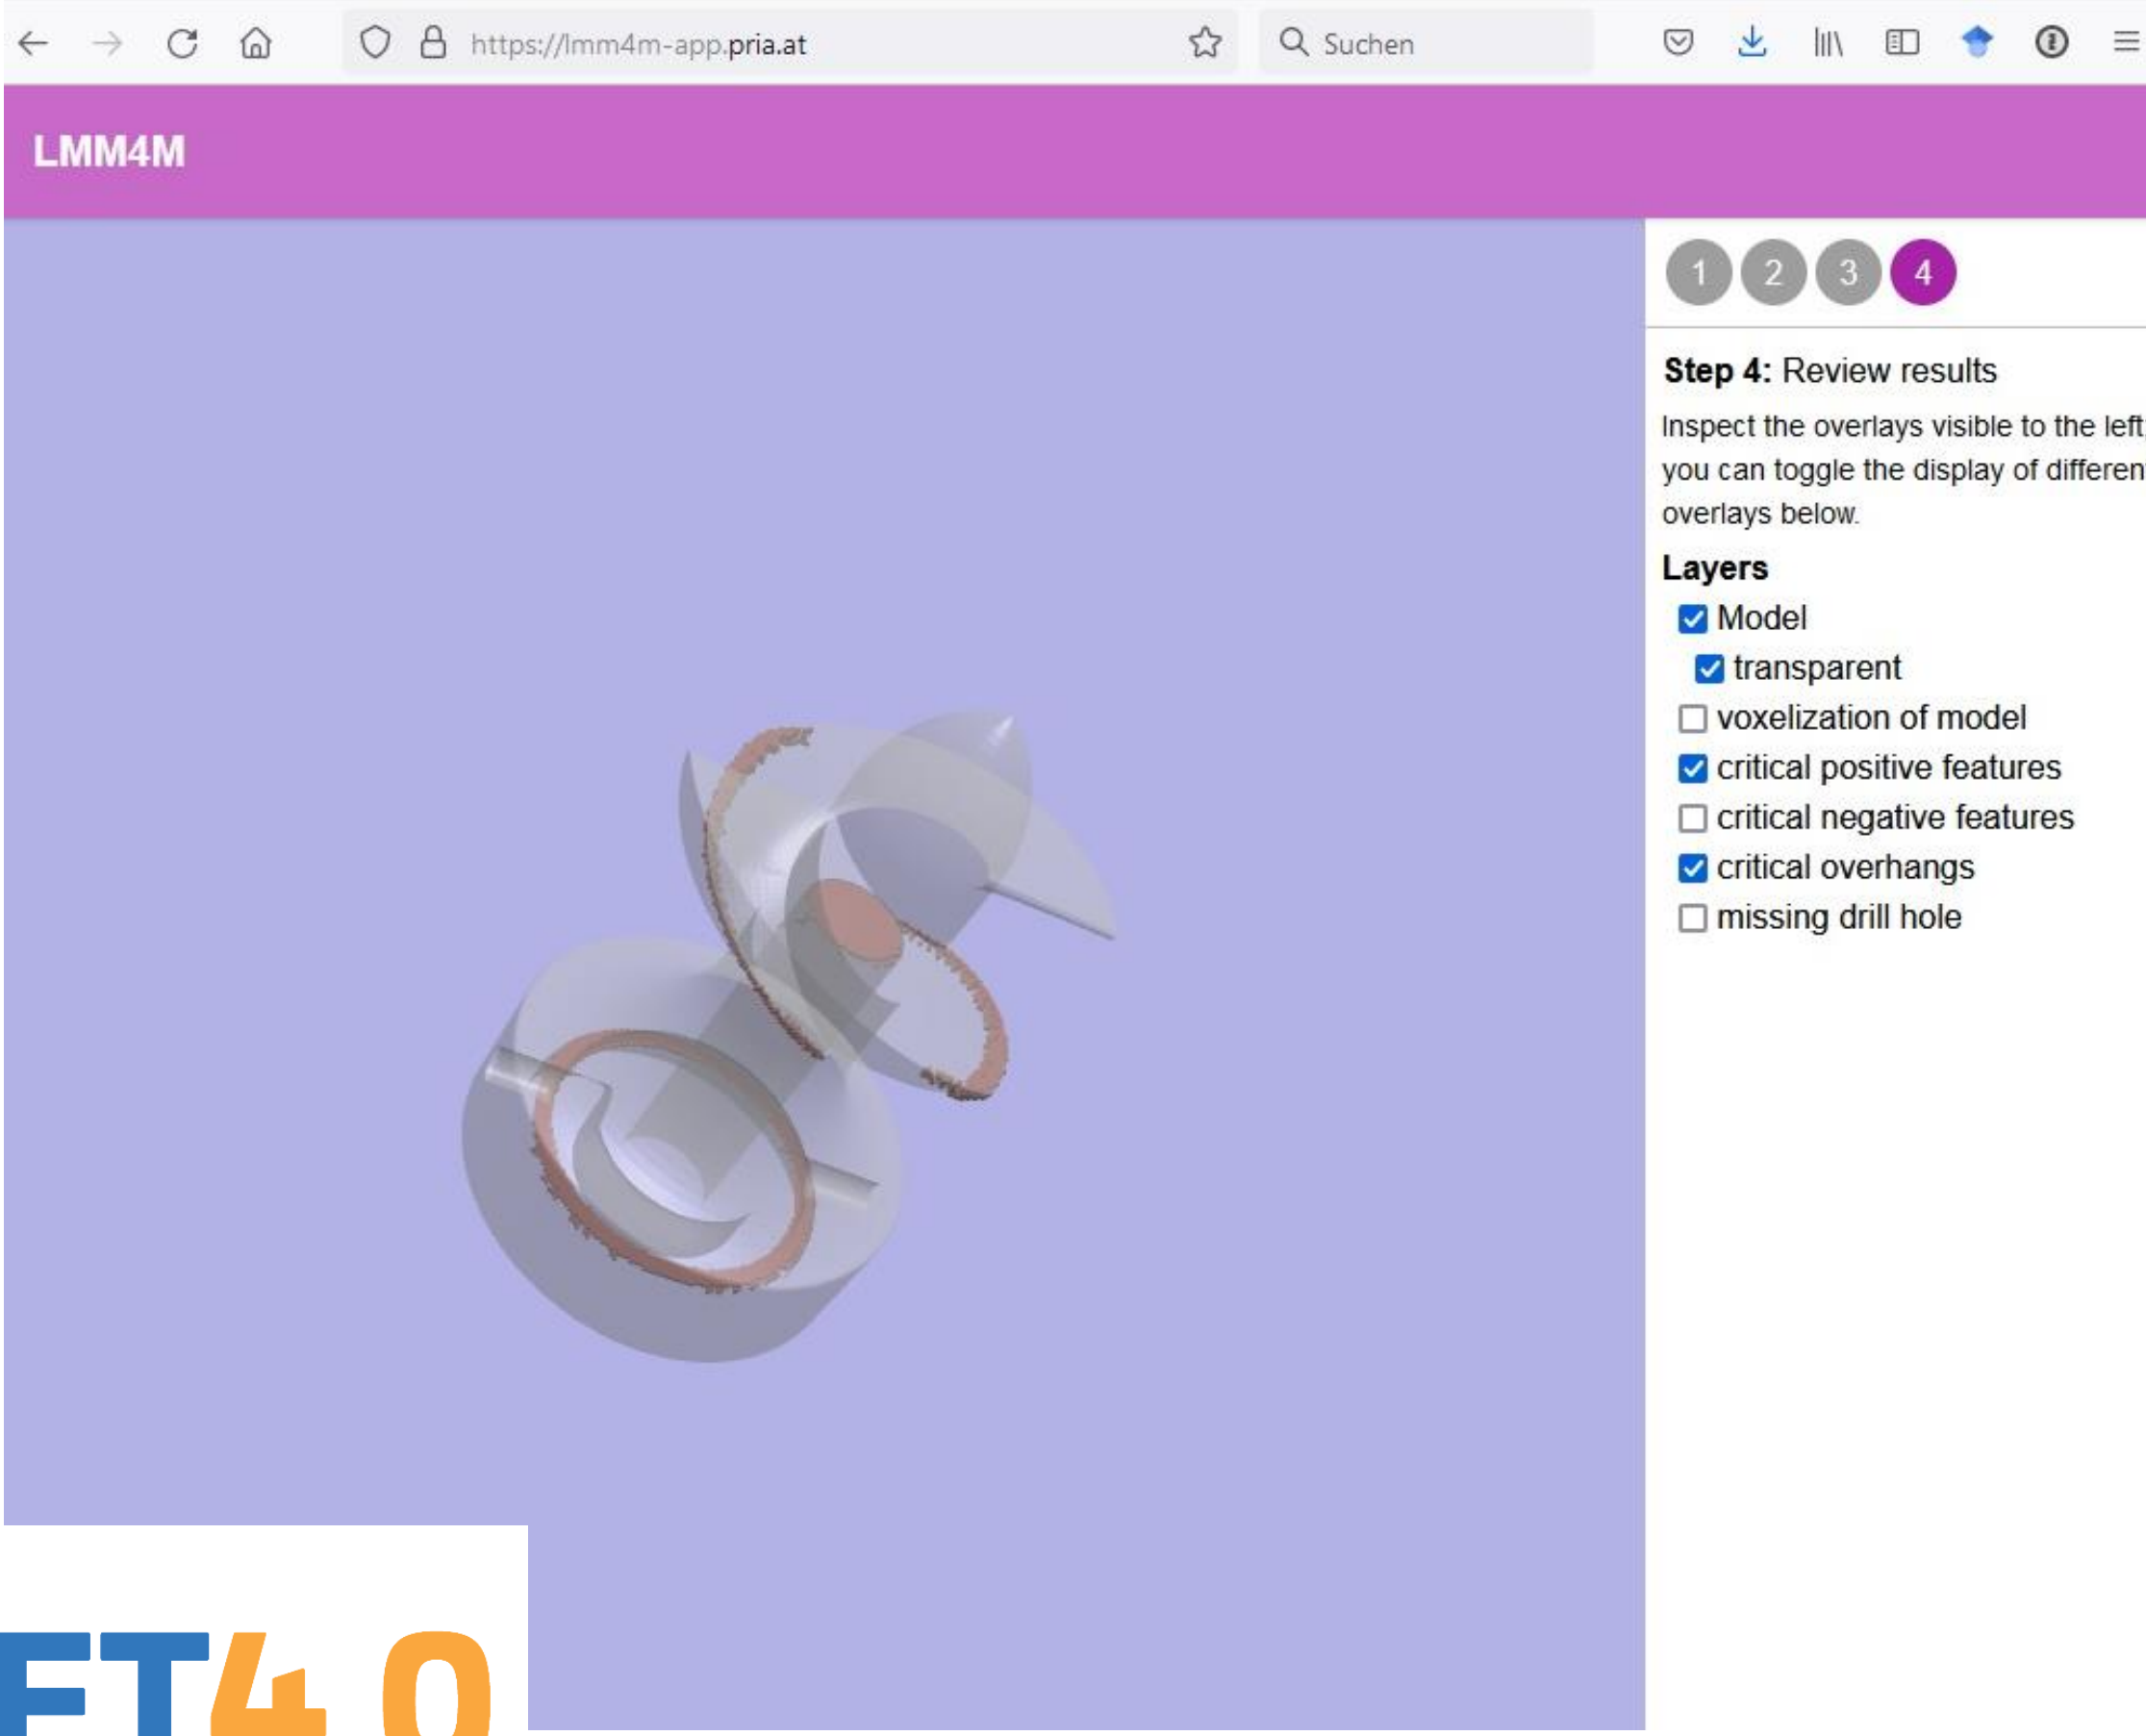 https://lmm4m-app.pria.at
Suchen
LMM4M
1 2 3 4
Step 4: Review results
Inspect the overlays visible to the left,
you can toggle the display of different
overlays below.
Layers
Model
transparent
voxelization of model
critical positive features
critical negative features
critical overhangs
missing drill hole
ET4.0